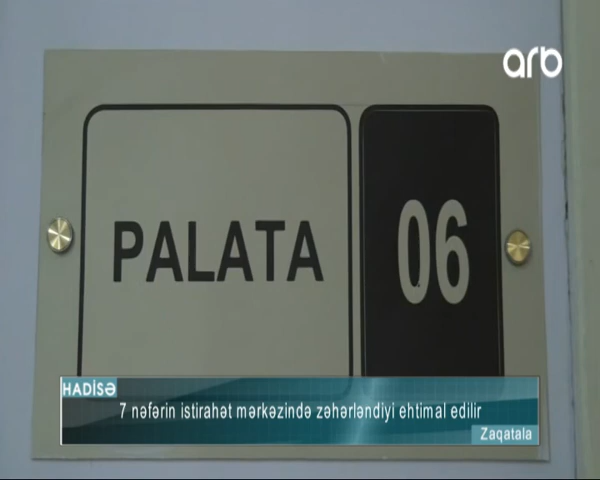 arb
PALATA
06
HADİSƏ
7 nəfərin istirahət mərkəzində zəhərləndiyi ehtimal edilir
Zaqatala